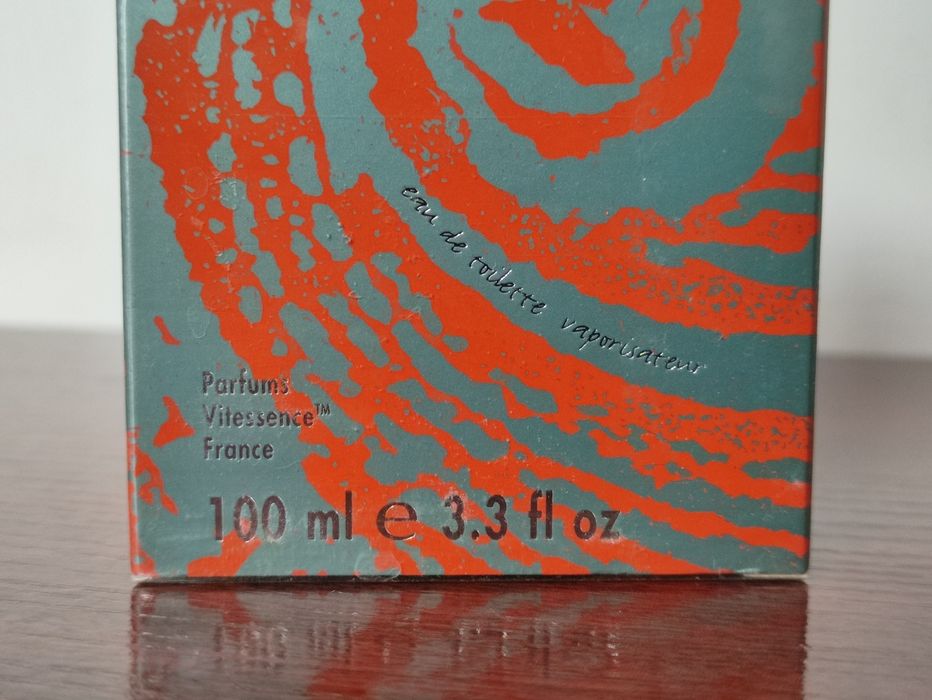 eau de toilette vaporisateur
Parfums
Vitessence™
France
100 ml ℮ 3.3 fl oz